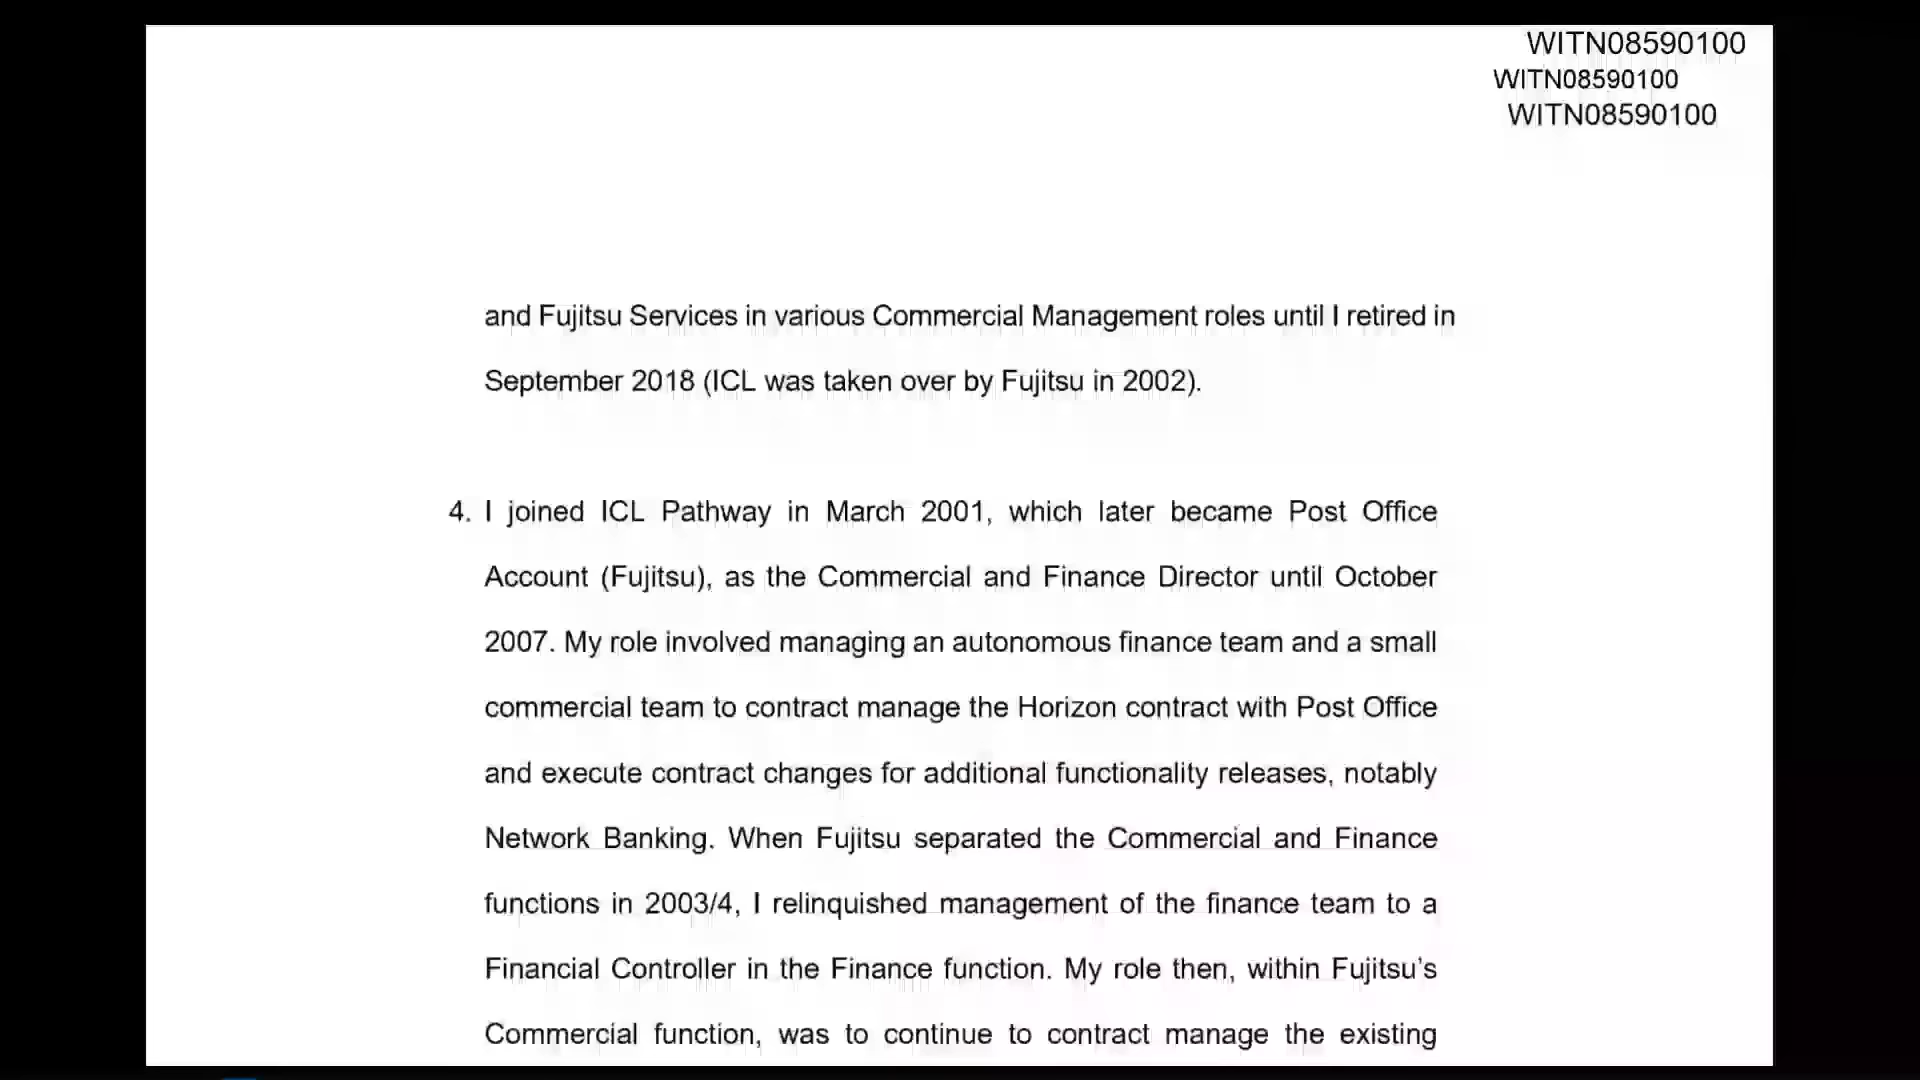 WITN08590100
WITN08590100
WITN08590100
and Fujitsu Services in various Commercial Management roles until I retired in
September 2018 (ICL was taken over by Fujitsu in 2002).
4. I joined ICL Pathway in March 2001, which later became Post Office
Account (Fujitsu), as the Commercial and Finance Director until October
2007. My role involved managing an autonomous finance team and a small
commercial team to contract manage the Horizon contract with Post Office
and execute contract changes for additional functionality releases, notably
Network Banking. When Fujitsu separated the Commercial and Finance
functions in 2003/4, I relinquished management of the finance team to a
Financial Controller in the Finance function. My role then, within Fujitsu’s
Commercial function, was to continue to contract manage the existing